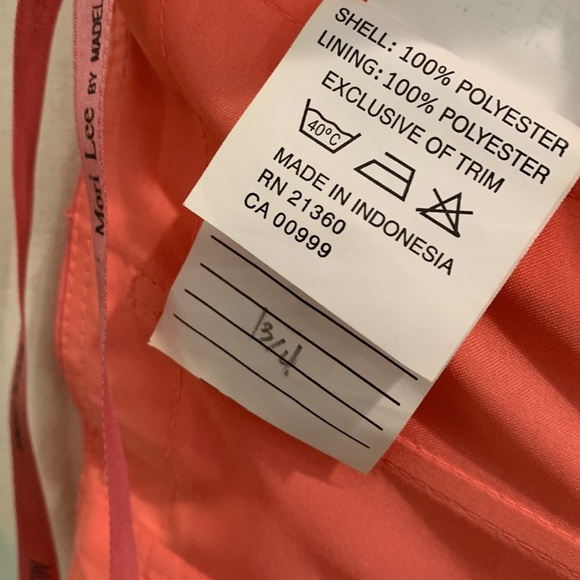 SHELL: 100% POLYESTER
LINING: 100% POLYESTER
EXCLUSIVE OF TRIM
40°C
MADE IN INDONESIA
RN 21360
CA 00999
Mori Lee BY MADEL